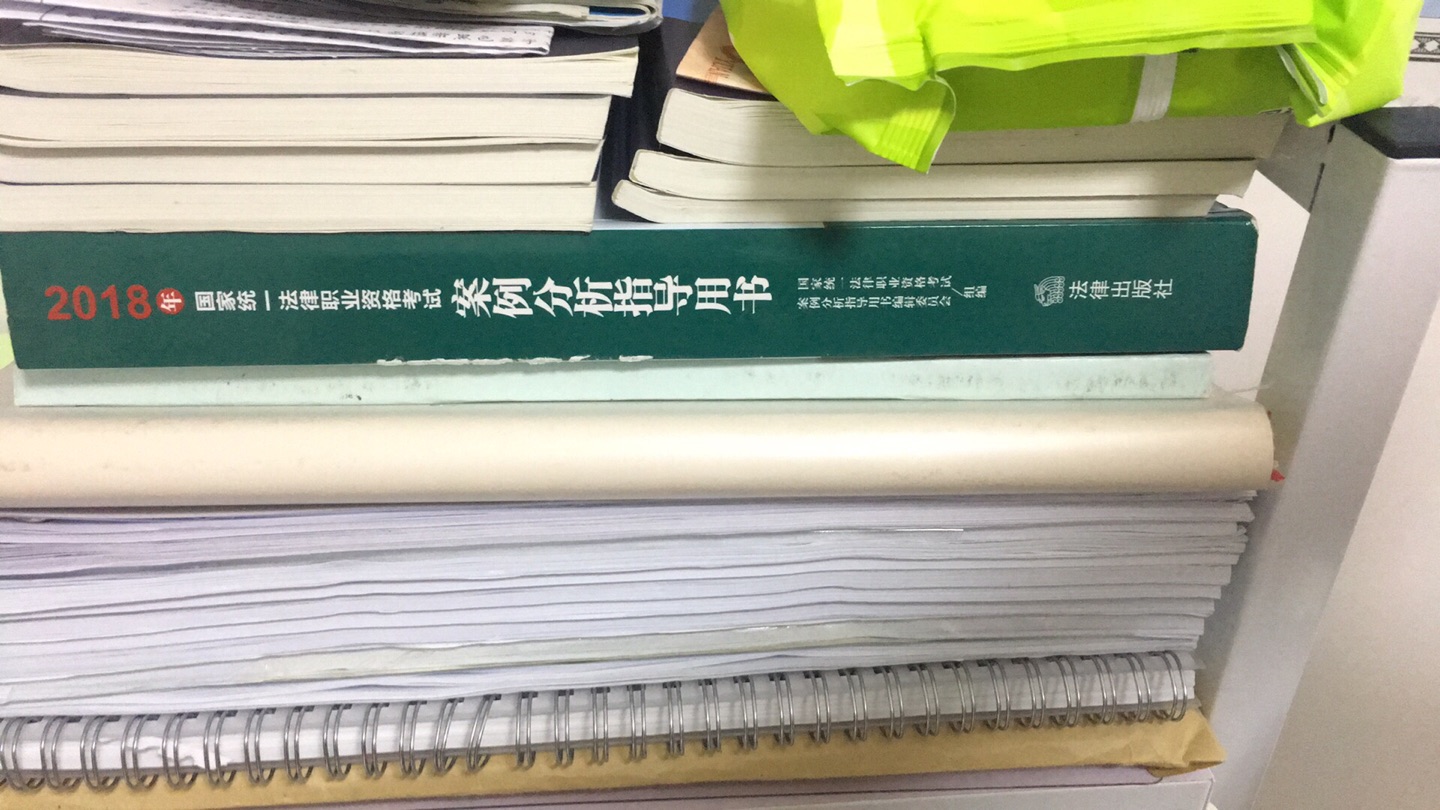 2018年 国家统一法律职业资格考试 案例分析指导用书
国家统一法律职业资格考试
案例分析指导用书编辑委员会
/组编
法律出版社